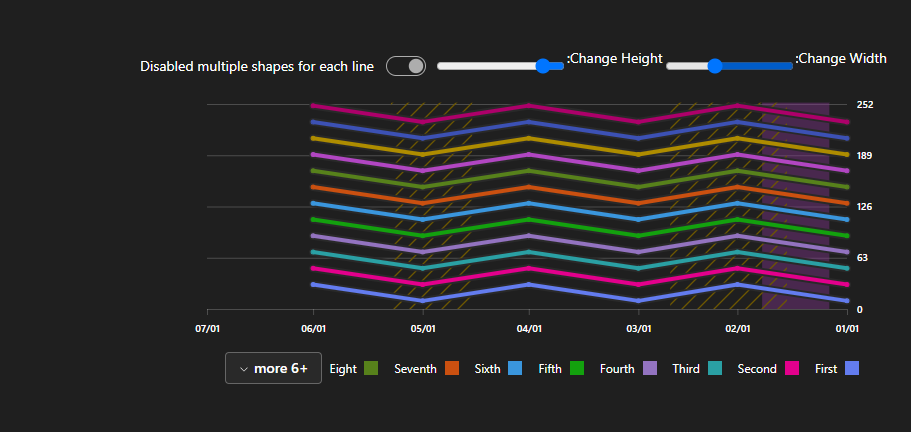 Disabled multiple shapes for each line
:Change Height
:Change Width
252
189
126
63
0
07/01 06/01 05/01 04/01 03/01 02/01 01/01
more 6+ Eight Seventh Sixth Fifth Fourth Third Second First